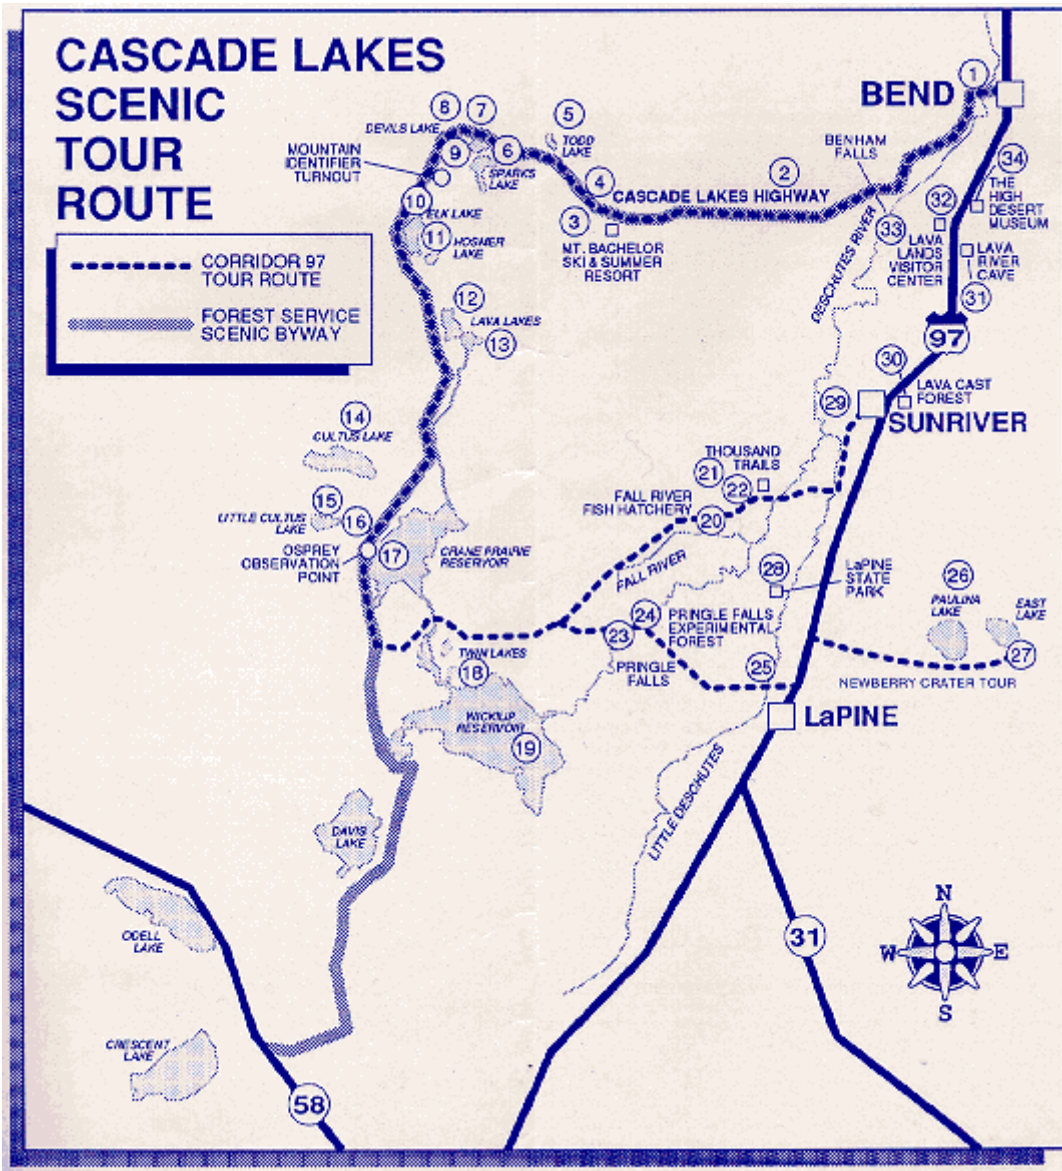 CASCADE LAKES
SCENIC
TOUR
ROUTE
CORRIDOR 97
TOUR ROUTE
FOREST SERVICE
SCENIC BYWAY
1
BEND
8
7
5
DEVILS LAKE
TODD
LAKE
MOUNTAIN
IDENTIFIER
TURNOUT
9
6
SPARKS
LAKE
BENHAM
FALLS
34
THE
HIGH
DESERT
MUSEUM
2
4
CASCADE LAKES HIGHWAY
10
ELK LAKE
3
MT. BACHELOR
SKI & SUMMER
RESORT
11
HOSMER
LAKE
DESCHUTES RIVER
33
32
LAVA
LANDS
VISITOR
CENTER
LAVA
RIVER
CAVE
31
12
LAVA LAKES
13
97
30
LAVA CAST
FOREST
29
SUNRIVER
14
CULTUS LAKE
THOUSAND
TRAILS
21
22
15
LITTLE CULTUS
LAKE
16
FALL RIVER
FISH HATCHERY
20
OSPREY
OBSERVATION
POINT
17
CRANE PRAIRIE
RESERVOIR
FALL RIVER
28
LaPINE
STATE
PARK
26
PAULINA
LAKE
EAST
LAKE
27
24
PRINGLE FALLS
EXPERIMENTAL
FOREST
23
PRINGLE
FALLS
25
NEWBERRY CRATER TOUR
TWIN LAKES
18
WICKIUP
RESERVOIR
19
LaPINE
LITTLE DESCHUTES
DAVIS
LAKE
ODELL
LAKE
31
N
W
E
S
CRESCENT
LAKE
58